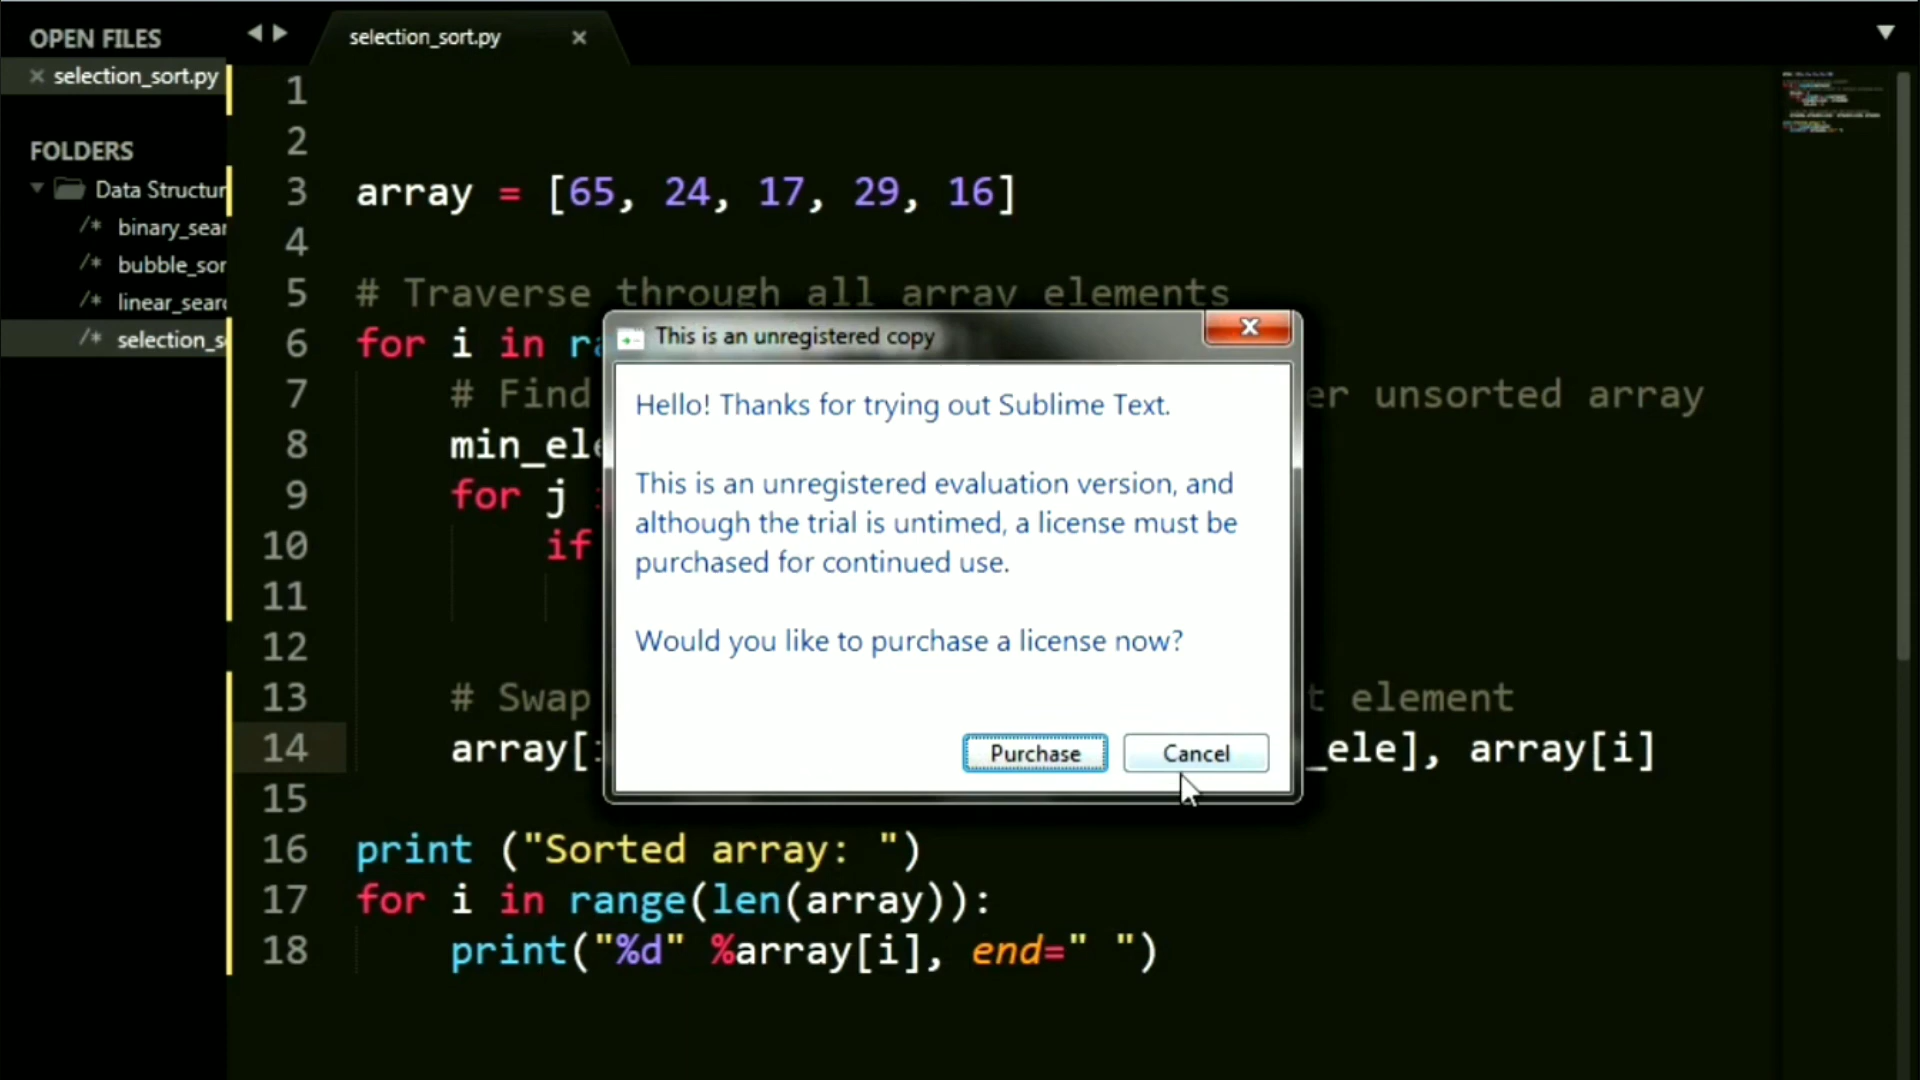 OPEN FILES
selection_sort.py
FOLDERS
Data Structur
/* binary_sear
/* bubble_sor
/* linear_searc
/* selection_s
selection_sort.py
1
2
3 array = [65, 24, 17, 29, 16]
4
5 # Traverse through all array elements
6 for i in ra
7 # Find er unsorted array
8 min_ele
9 for j
10 if
11
12
13 # Swap t element
14 array[ _ele], array[i]
15
16 print ("Sorted array: ")
17 for i in range(len(array)):
18 print("%d" %array[i], end=" ")
This is an unregistered copy
Hello! Thanks for trying out Sublime Text.
This is an unregistered evaluation version, and
although the trial is untimed, a license must be
purchased for continued use.
Would you like to purchase a license now?
Purchase Cancel